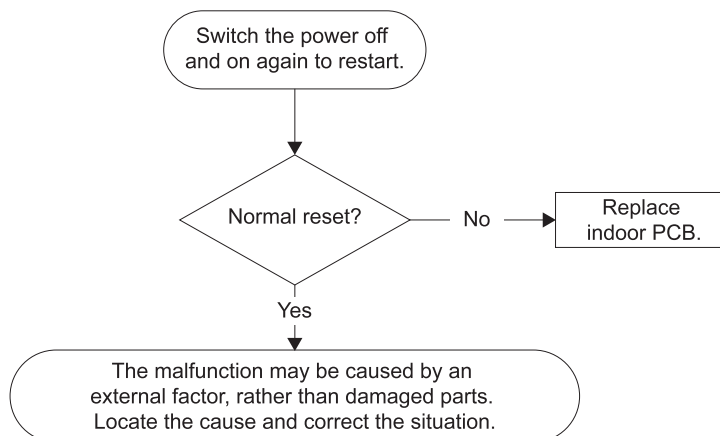 Switch the power off
and on again to restart.
Normal reset?
No
Replace
indoor PCB.
Yes
The malfunction may be caused by an
external factor, rather than damaged parts.
Locate the cause and correct the situation.